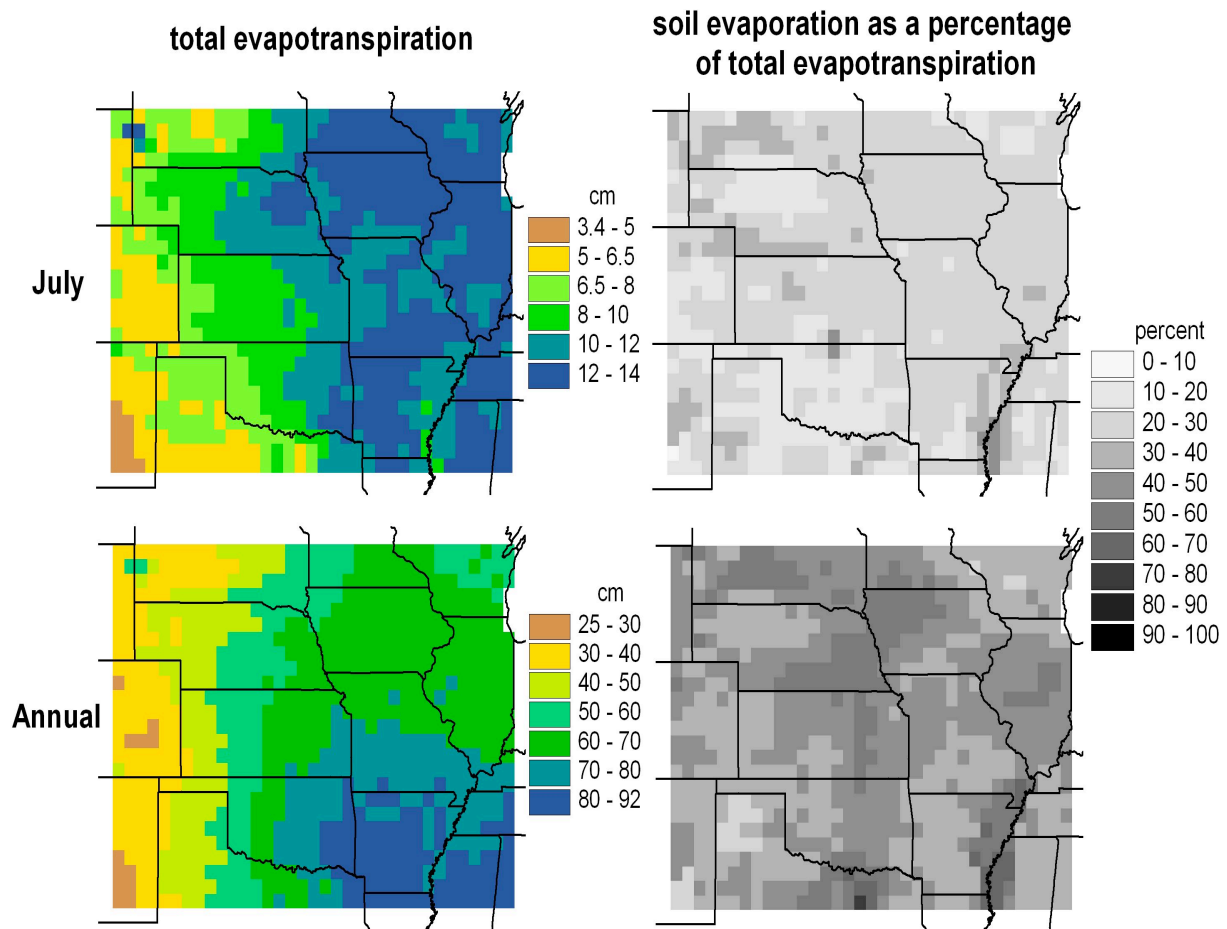 total evapotranspiration
soil evaporation as a percentage
of total evapotranspiration
July
cm
3.4 - 5
5 - 6.5
6.5 - 8
8 - 10
10 - 12
12 - 14
percent
0 - 10
10 - 20
20 - 30
30 - 40
40 - 50
50 - 60
60 - 70
70 - 80
80 - 90
90 - 100
Annual
cm
25 - 30
30 - 40
40 - 50
50 - 60
60 - 70
70 - 80
80 - 92